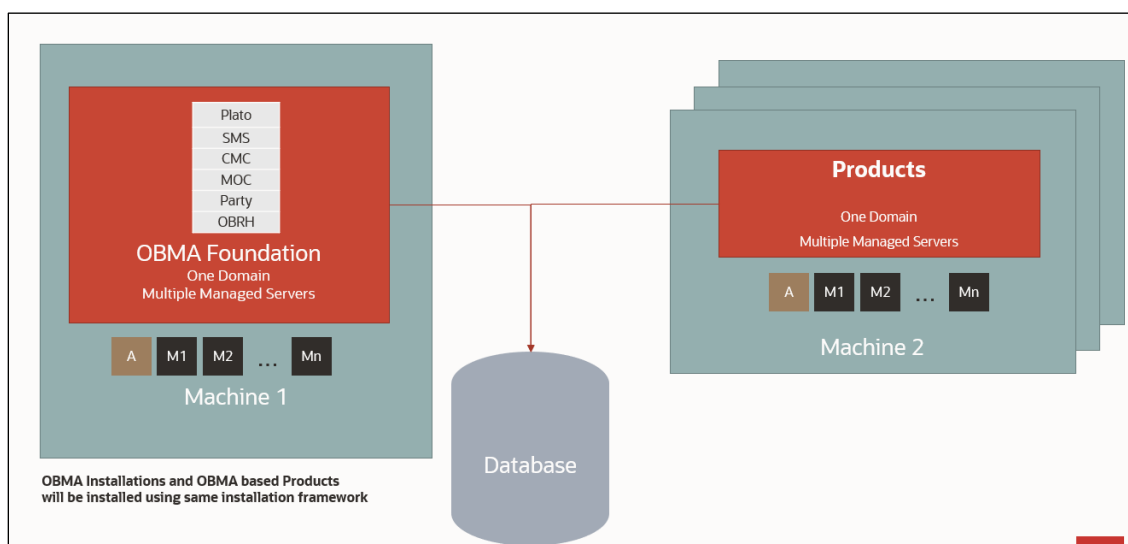 Plato
SMS
CMC
MOC
Party
OBRH
OBMA Foundation
One Domain
Multiple Managed Servers
A M1 M2 ... Mn
Machine 1
OBMA Installations and OBMA based Products
will be installed using same installation framework
Database
Products
One Domain
Multiple Managed Servers
A M1 M2 ... Mn
Machine 2